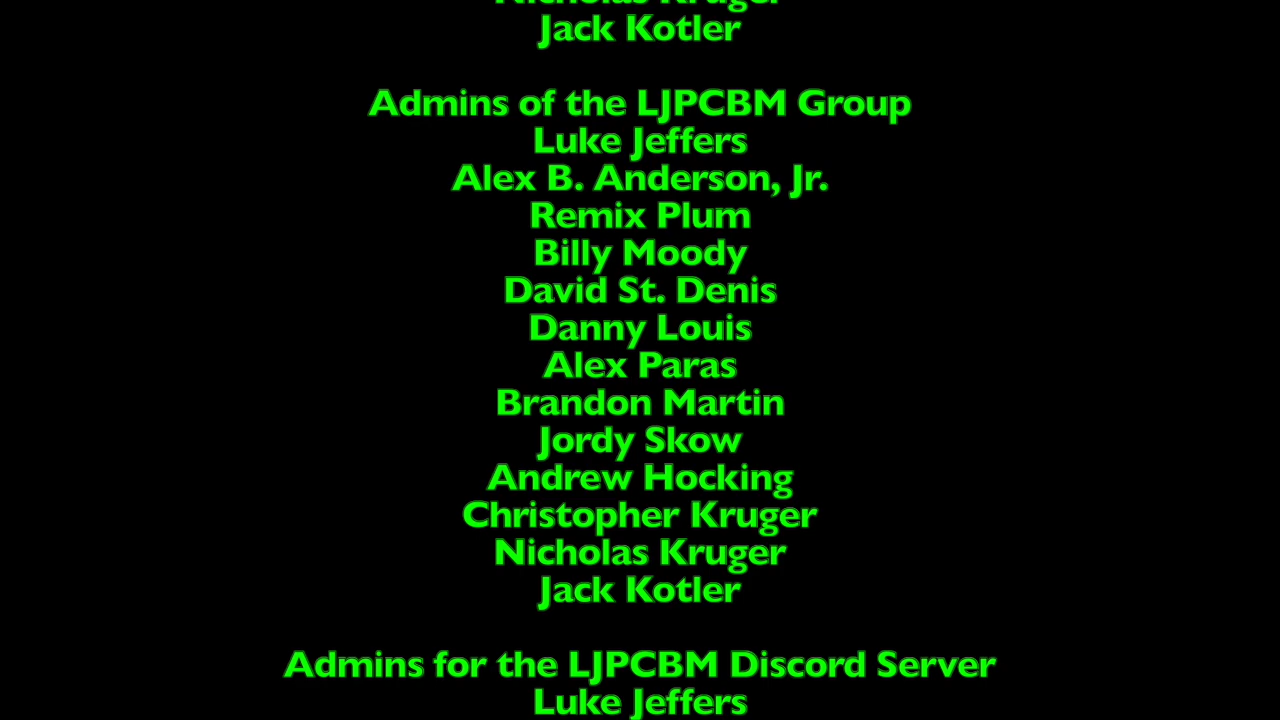 Nicholas Kruger
Jack Kotler
Admins of the LJPCBM Group
Luke Jeffers
Alex B. Anderson, Jr.
Remix Plum
Billy Moody
David St. Denis
Danny Louis
Alex Paras
Brandon Martin
Jordy Skow
Andrew Hocking
Christopher Kruger
Nicholas Kruger
Jack Kotler
Admins for the LJPCBM Discord Server
Luke Jeffers